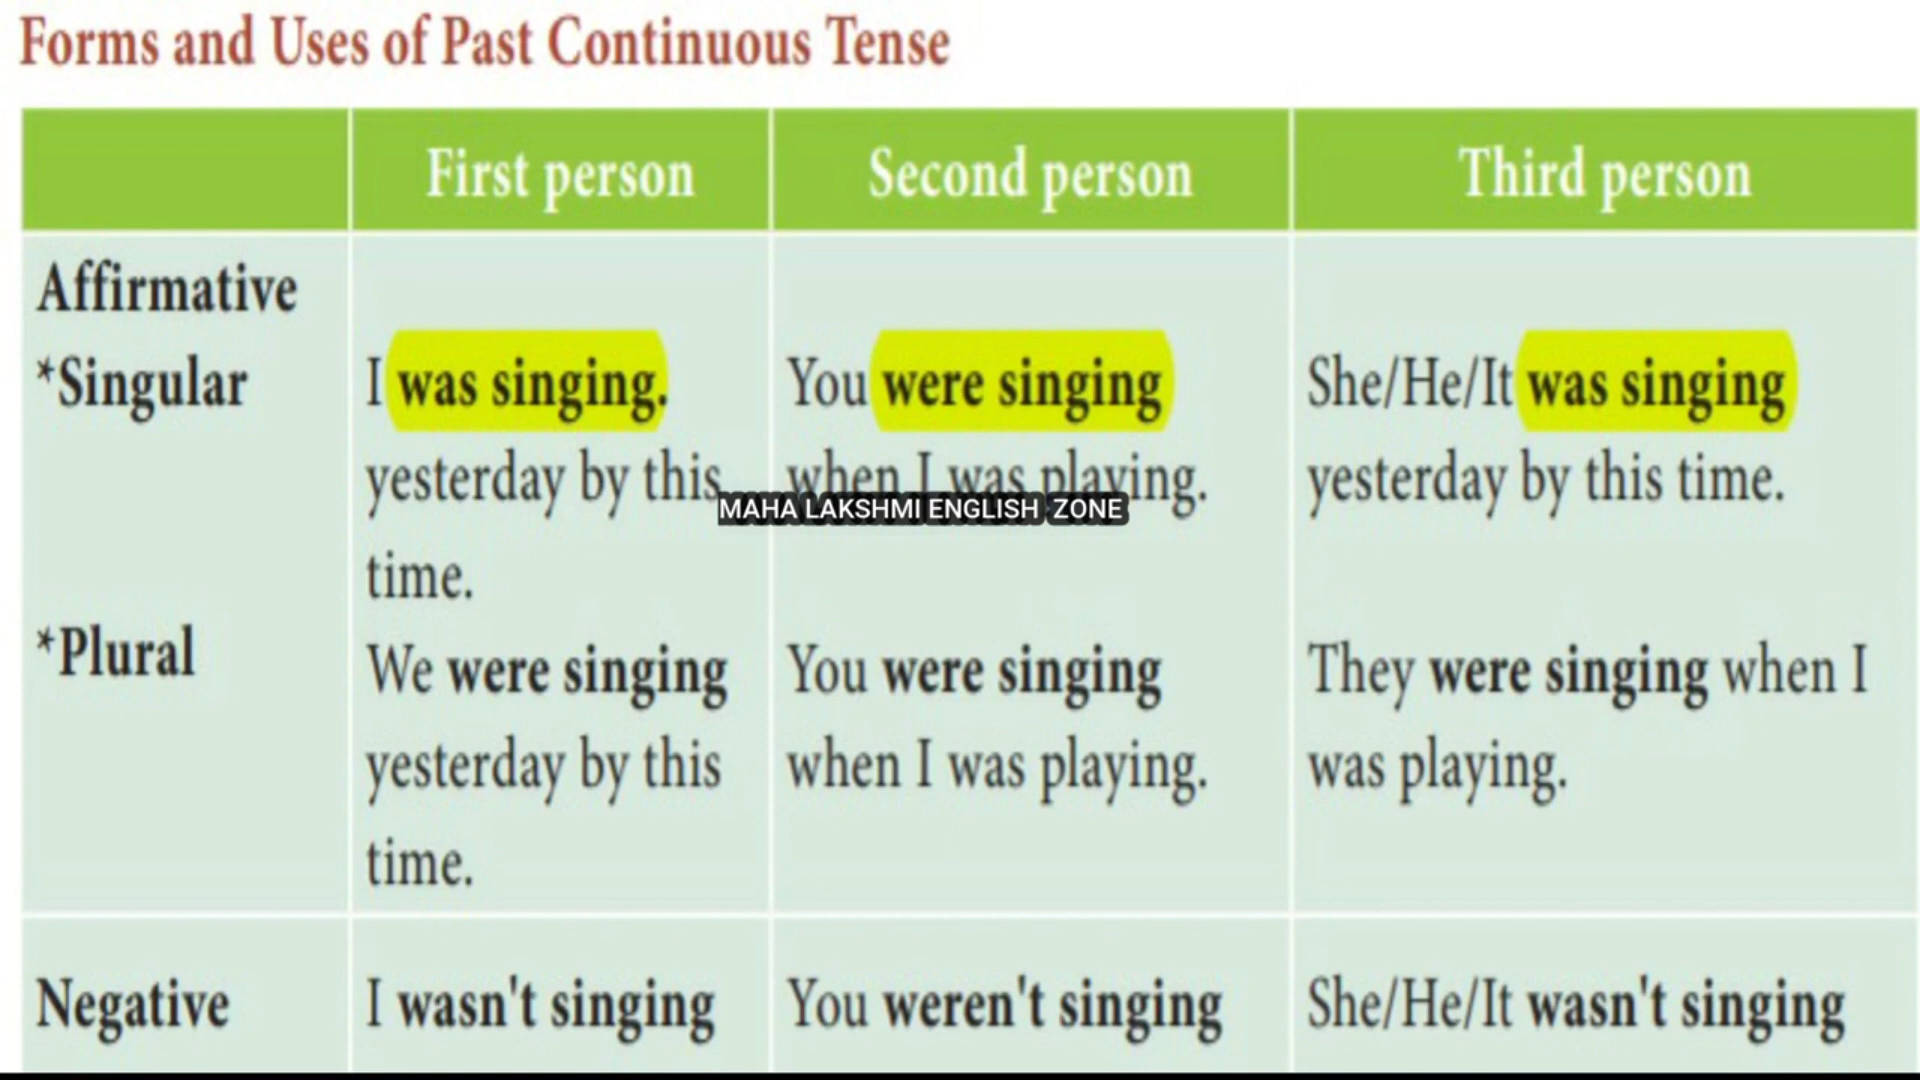 Forms and Uses of Past Continuous Tense
First person
Second person
Third person
Affirmative
*Singular
I was singing.
yesterday by this
time.
You were singing
when I was playing.
She/He/It was singing
yesterday by this time.
MAHA LAKSHMI ENGLISH ZONE
*Plural
We were singing
yesterday by this
time.
You were singing
when I was playing.
They were singing when I
was playing.
Negative
I wasn't singing
You weren't singing
She/He/It wasn't singing